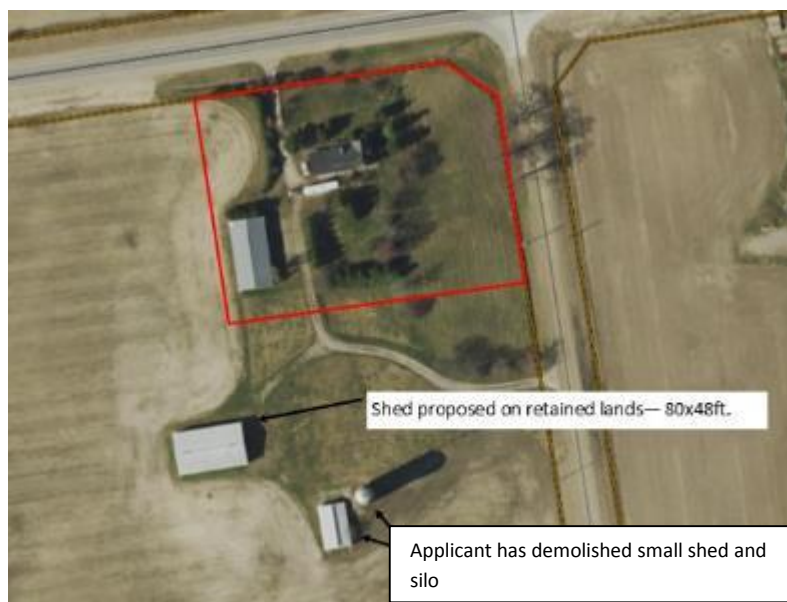 Shed proposed on retained lands— 80x48ft.
Applicant has demolished small shed and
silo